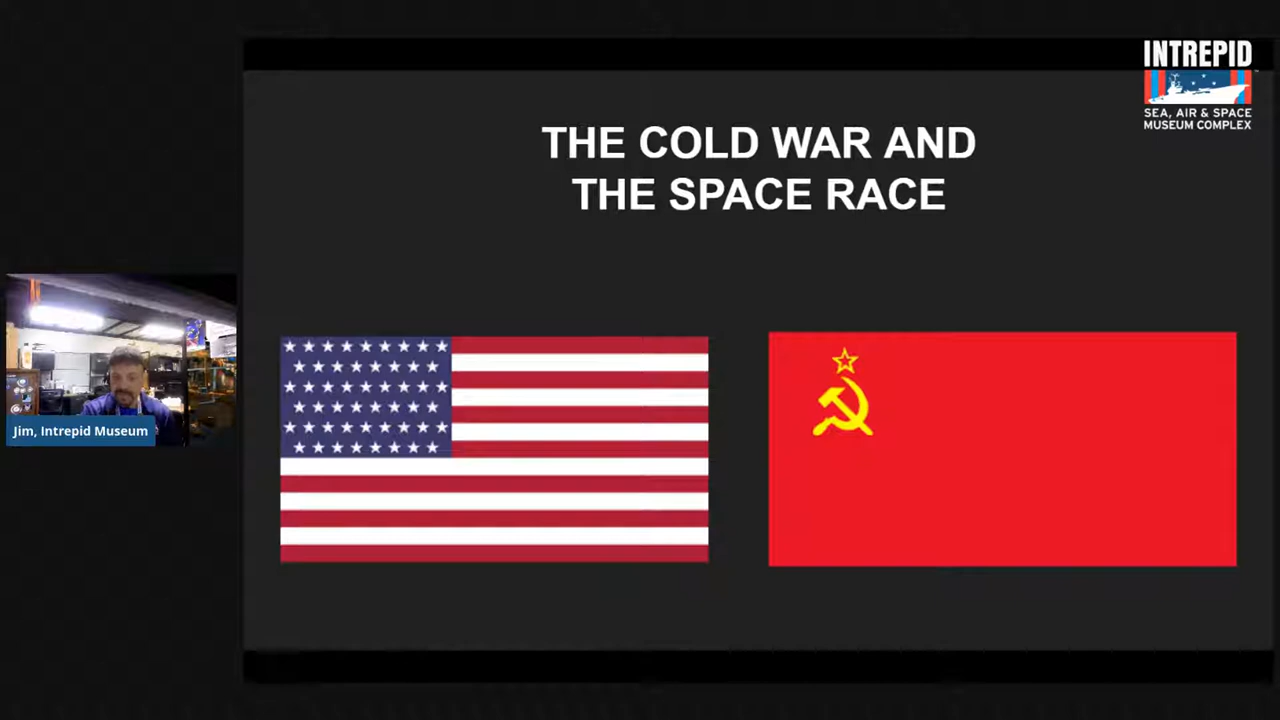 INTREPID
SEA, AIR & SPACE
MUSEUM COMPLEX
THE COLD WAR AND
THE SPACE RACE
Jim, Intrepid Museum